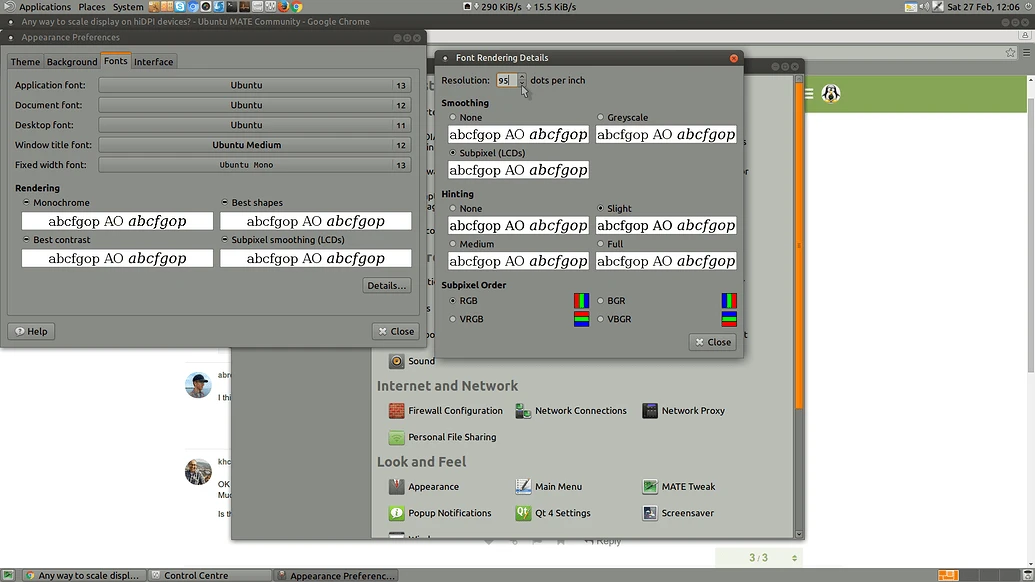 Applications Places System 290 KiB/s 15.5 KiB/s Sat 27 Feb, 12:06
Any way to scale display on hiDPI devices? - Ubuntu MATE Community - Google Chrome
Appearance Preferences
Theme Background Fonts Interface
Application font: Ubuntu 13
Document font: Ubuntu 12
Desktop font: Ubuntu 11
Window title font: Ubuntu Medium 12
Fixed width font: Ubuntu Mono 13
Rendering
Monochrome Best shapes
abcfgop AO abcfgop abcfgop AO abcfgop
Best contrast Subpixel smoothing (LCDs)
abcfgop AO abcfgop abcfgop AO abcfgop
Details...
Help Close
Font Rendering Details
Resolution: 95 dots per inch
Smoothing
None Greyscale
abcfgop AO abcfgop abcfgop AO abcfgop
Subpixel (LCDs)
abcfgop AO abcfgop
Hinting
None Slight
abcfgop AO abcfgop abcfgop AO abcfgop
Medium Full
abcfgop AO abcfgop abcfgop AO abcfgop
Subpixel Order
RGB BGR
VRGB VBGR
Close
Sound
Internet and Network
Firewall Configuration Network Connections Network Proxy
Personal File Sharing
Look and Feel
Appearance Main Menu MATE Tweak
Popup Notifications Qt 4 Settings Screensaver
abr
I thi
khc
OK
Muc
Is th
Reply
3 / 3
Any way to scale displ... Control Centre Appearance Preferenc...